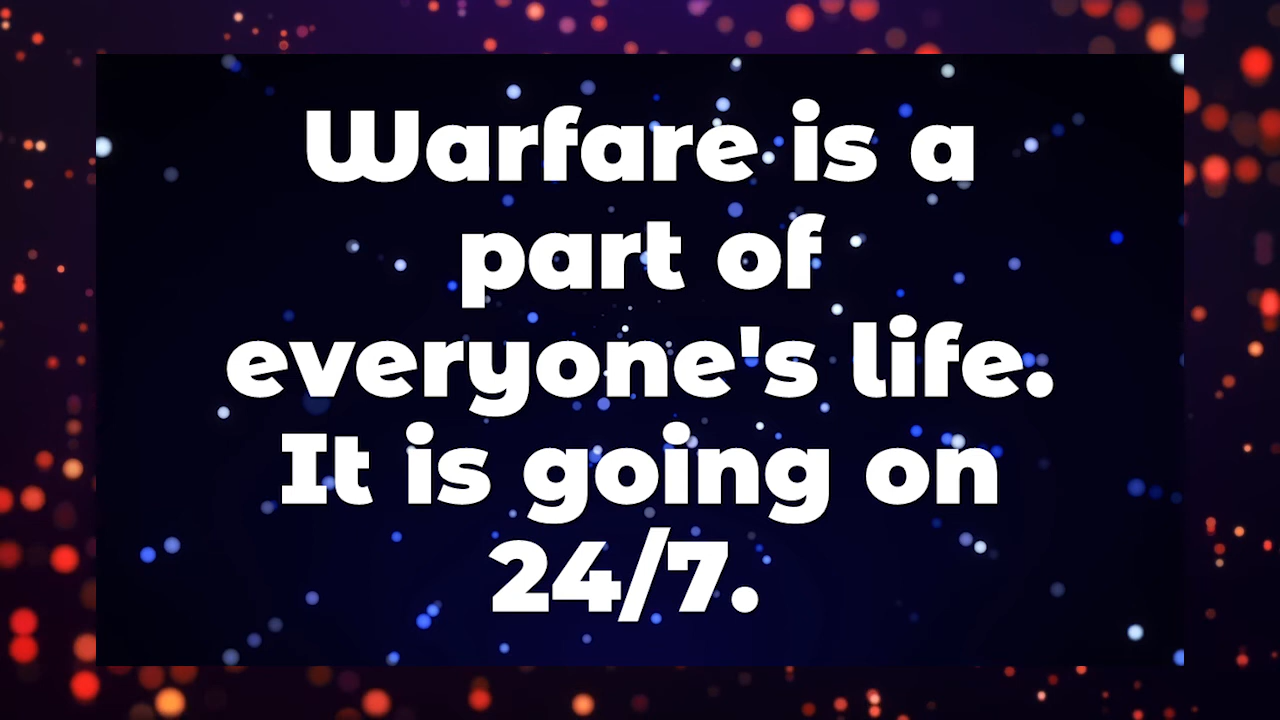 Warfare is a
part of
everyone's life.
It is going on
24/7.